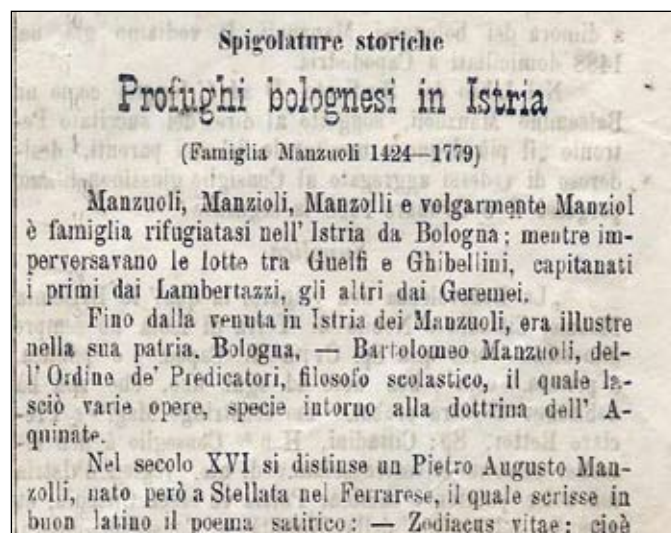 Spigolature storiche
Profughi bolognesi in Istria
(Famiglia Manzuoli 1424—1779)
Manzuoli, Manzioli, Manzolli e volgarmente Manziol
è famiglia rifugiatasi nell' Istria da Bologna; mentre im-
perversavano le lotte tra Guelfi e Ghibellini, capitanati
i primi dai Lambertazzi, gli altri dai Geremei.
Fino dalla venuta in Istria dei Manzuoli, era illustre
nella sua patria, Bologna, — Bartolomeo Manzuoli, del-
l' Ordine de' Predicatori, filosofo scolastico, il quale la-
sciò varie opere, specie intorno alla dottrina dell' A-
quinate.
Nel secolo XVI si distinse un Pietro Augusto Man-
zolli, nato però a Stellata nel Ferrarese, il quale scrisse in
buon latino il poema satirico: — Zodiacus vitae; cioè